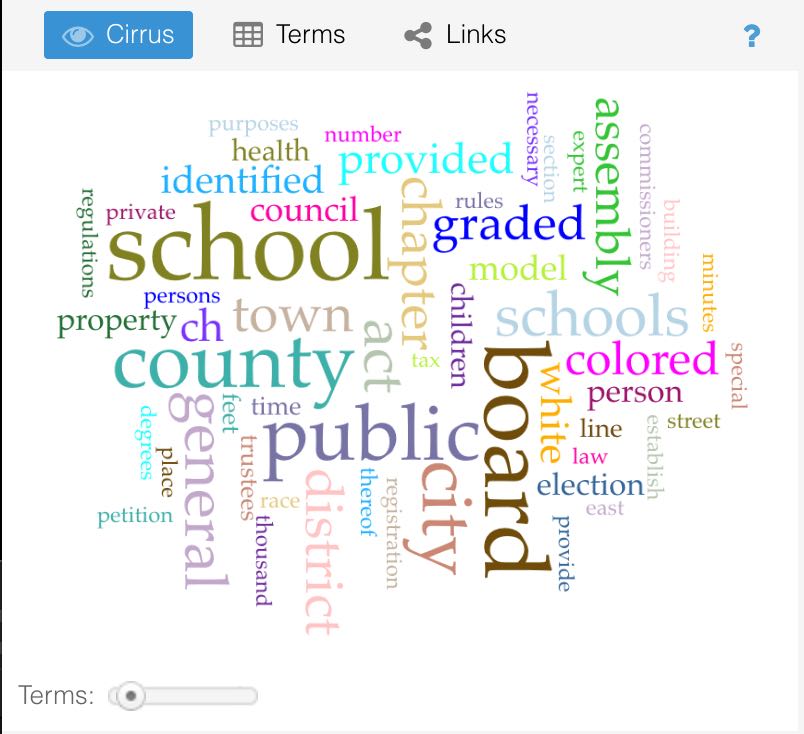 Cirrus Terms Links ?
necessary
assembly
purposes
number
commissioners
expert
section
health
provided
identified
chapter
regulations
private
council
rules
building
school
graded
model
minutes
persons
children
property
ch
town
schools
act
county
tax
board
colored
special
white
person
general
feet
time
degrees
public
line
street
establish
place
trustees
law
city
district
thereof
registration
election
race
east
petition
thousand
provide
Terms: